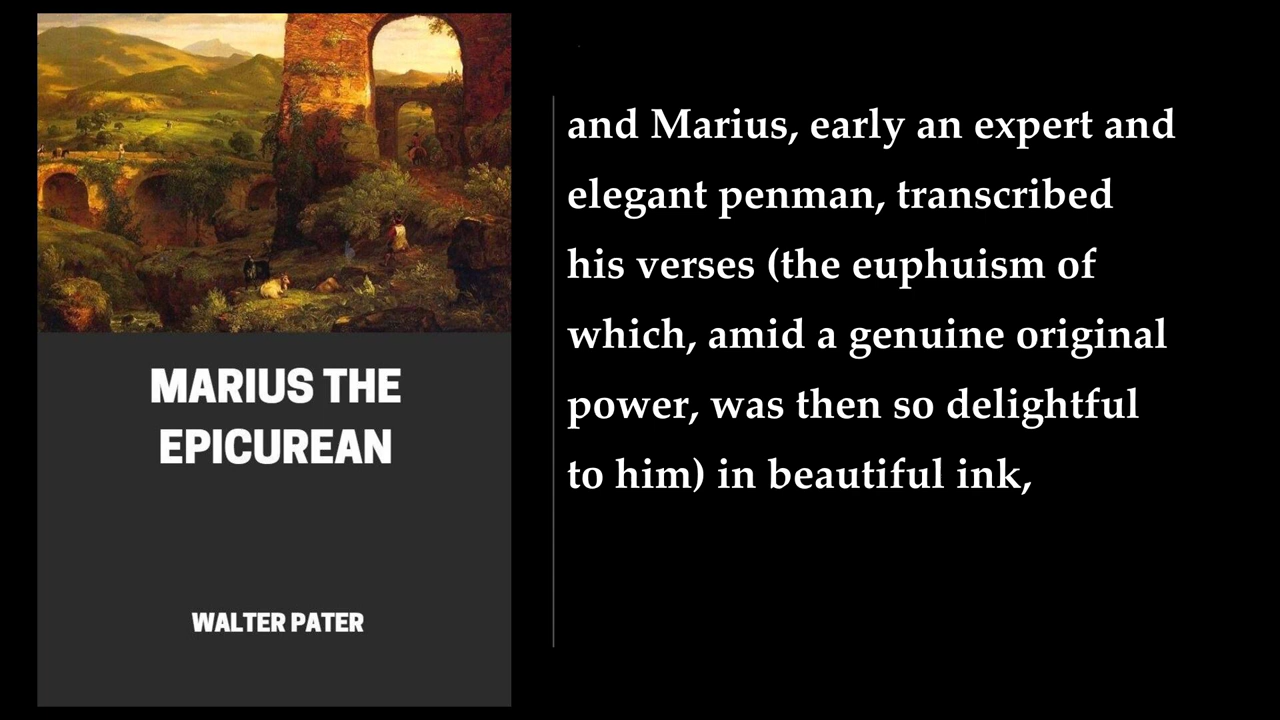 MARIUS THE
EPICUREAN
WALTER PATER
and Marius, early an expert and
elegant penman, transcribed
his verses (the euphuism of
which, amid a genuine original
power, was then so delightful
to him) in beautiful ink,